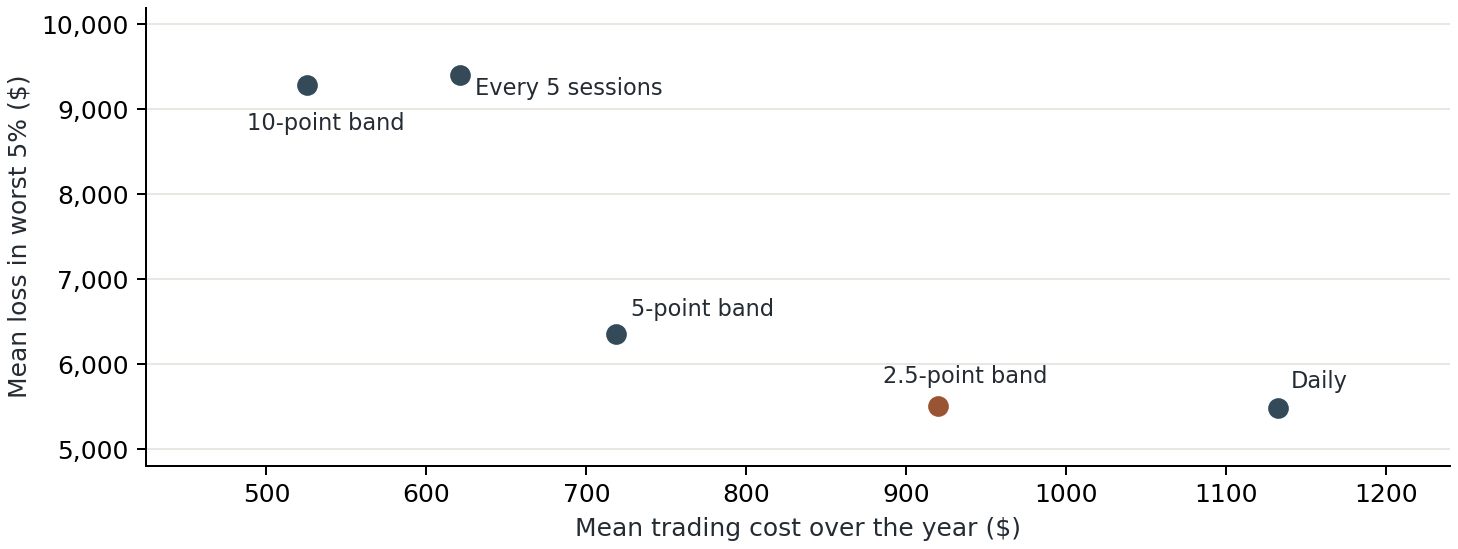 10,000
9,000
8,000
7,000
6,000
5,000
Mean loss in worst 5% ($)
10-point band
Every 5 sessions
5-point band
2.5-point band
Daily
500
600
700
800
900
1000
1100
1200
Mean trading cost over the year ($)